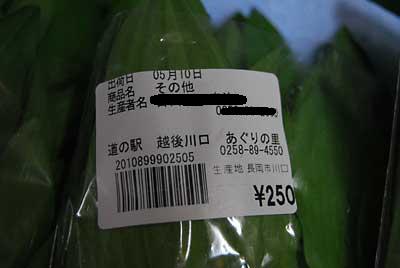 出荷日 05月10日
商品名 その他
生産者名
道の駅 越後川口 あぐりの里
2010899902505 0258-89-4550
生産地 長岡市川口
¥250